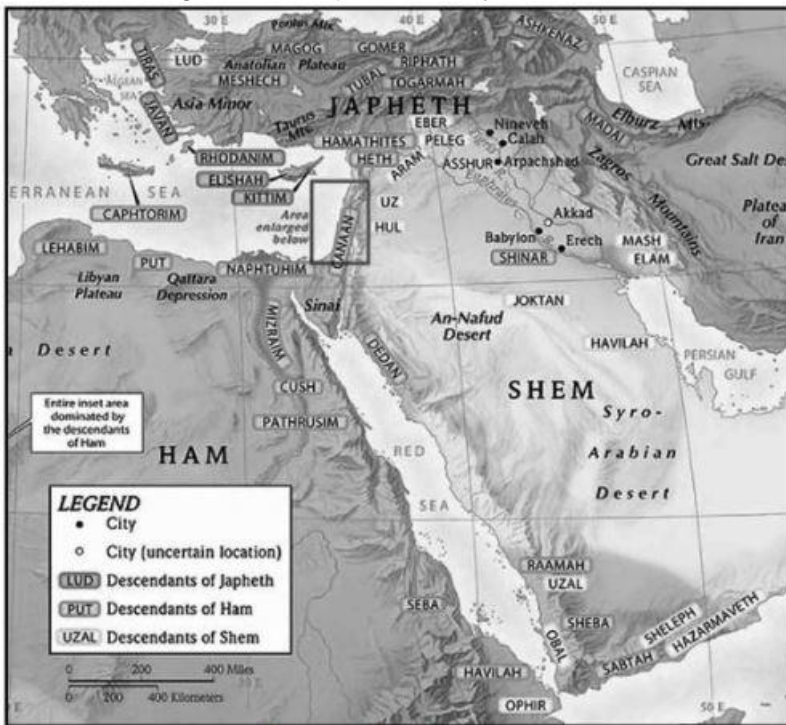 30 E
Pontus Mts.
40 E
50 E
ASHKENAZ
MAGOG
GOMER
LUD
TIRAS
Anatolian
Plateau
RIPHATH
MESHECH
TUBAL
TOGARMAH
CASPIAN
SEA
AEGEAN
SEA
Asia Minor
JAPHETH
JAVAN
Taurus
Mts.
EBER
Nineveh
Calah
MADAI
Elburz Mts.
HAMATHITES
PELEG
RHODANIM
HETH
ARAM
ASSHUR
Arpachshad
Tigris R.
Zagros
Mountains
Great Salt Des
ELISHAH
KITTIM
Euphrates
ERRANEAN SEA
Area
enlarged
below
UZ
HUL
Akkad
Plateau
of
Iran
CAPHTORIM
CANAAN
Babylon
Erech
MASH
ELAM
LEHABIM
PUT
SHINAR
NAPHTUHIM
Libyan
Plateau
Qattara
Depression
Sinai
JOKTAN
An-Nafud
Desert
MIZRAIM
DEDAN
HAVILAH
PERSIAN
GULF
Desert
CUSH
SHEM
Entire inset area
dominated by
the descendants
of Ham
PATHRUSIM
Syro-
Arabian
Desert
HAM
RED
SEA
LEGEND
City
City (uncertain location)
LUD Descendants of Japheth
PUT Descendants of Ham
UZAL Descendants of Shem
0 200 400 Miles
0 200 400 Kilometers
RAAMAH
UZAL
SEBA
SHEBA
SHELEPH
HAZARMAVETH
OBAL
SABTAH
HAVILAH
OPHIR
50 E